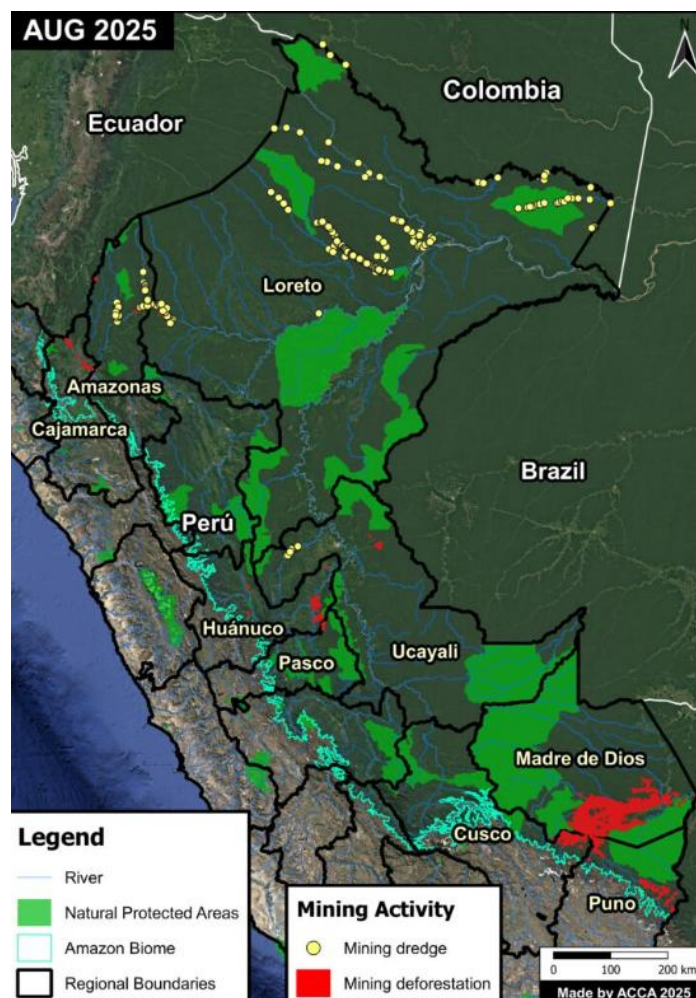 AUG 2025
N
Colombia
Ecuador
Loreto
Amazonas
Cajamarca
Brazil
Perú
Huánuco
Ucayali
Pasco
Madre de Dios
Cusco
Puno
Legend
River
Natural Protected Areas
Amazon Biome
Regional Boundaries
Mining Activity
Mining dredge
Mining deforestation
0 100 200 km
Made by ACCA 2025